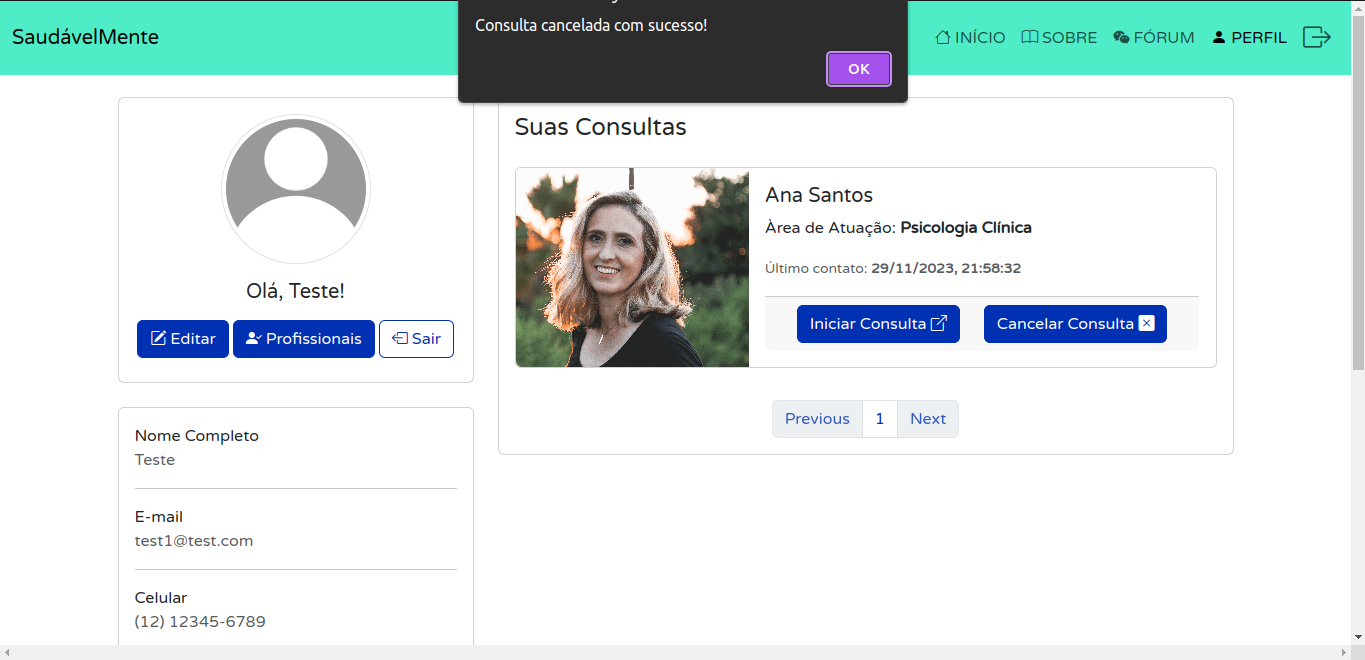 SaudávelMente
Consulta cancelada com sucesso!
OK
INÍCIO
SOBRE
FÓRUM
PERFIL
Olá, Teste!
Editar
Profissionais
Sair
Nome Completo
Teste
E-mail
test1@test.com
Celular
(12) 12345-6789
Suas Consultas
Ana Santos
Àrea de Atuação: Psicologia Clínica
Último contato: 29/11/2023, 21:58:32
Iniciar Consulta
Cancelar Consulta
Previous
1
Next